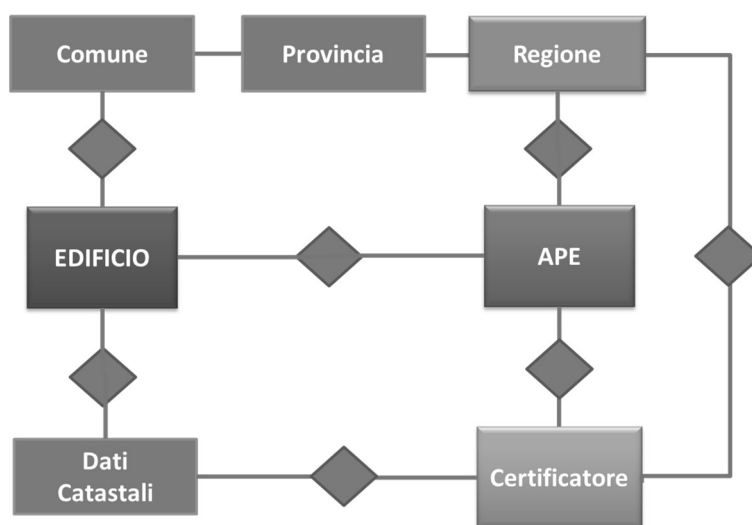 Comune
Provincia
Regione
EDIFICIO
APE
Dati
Catastali
Certificatore